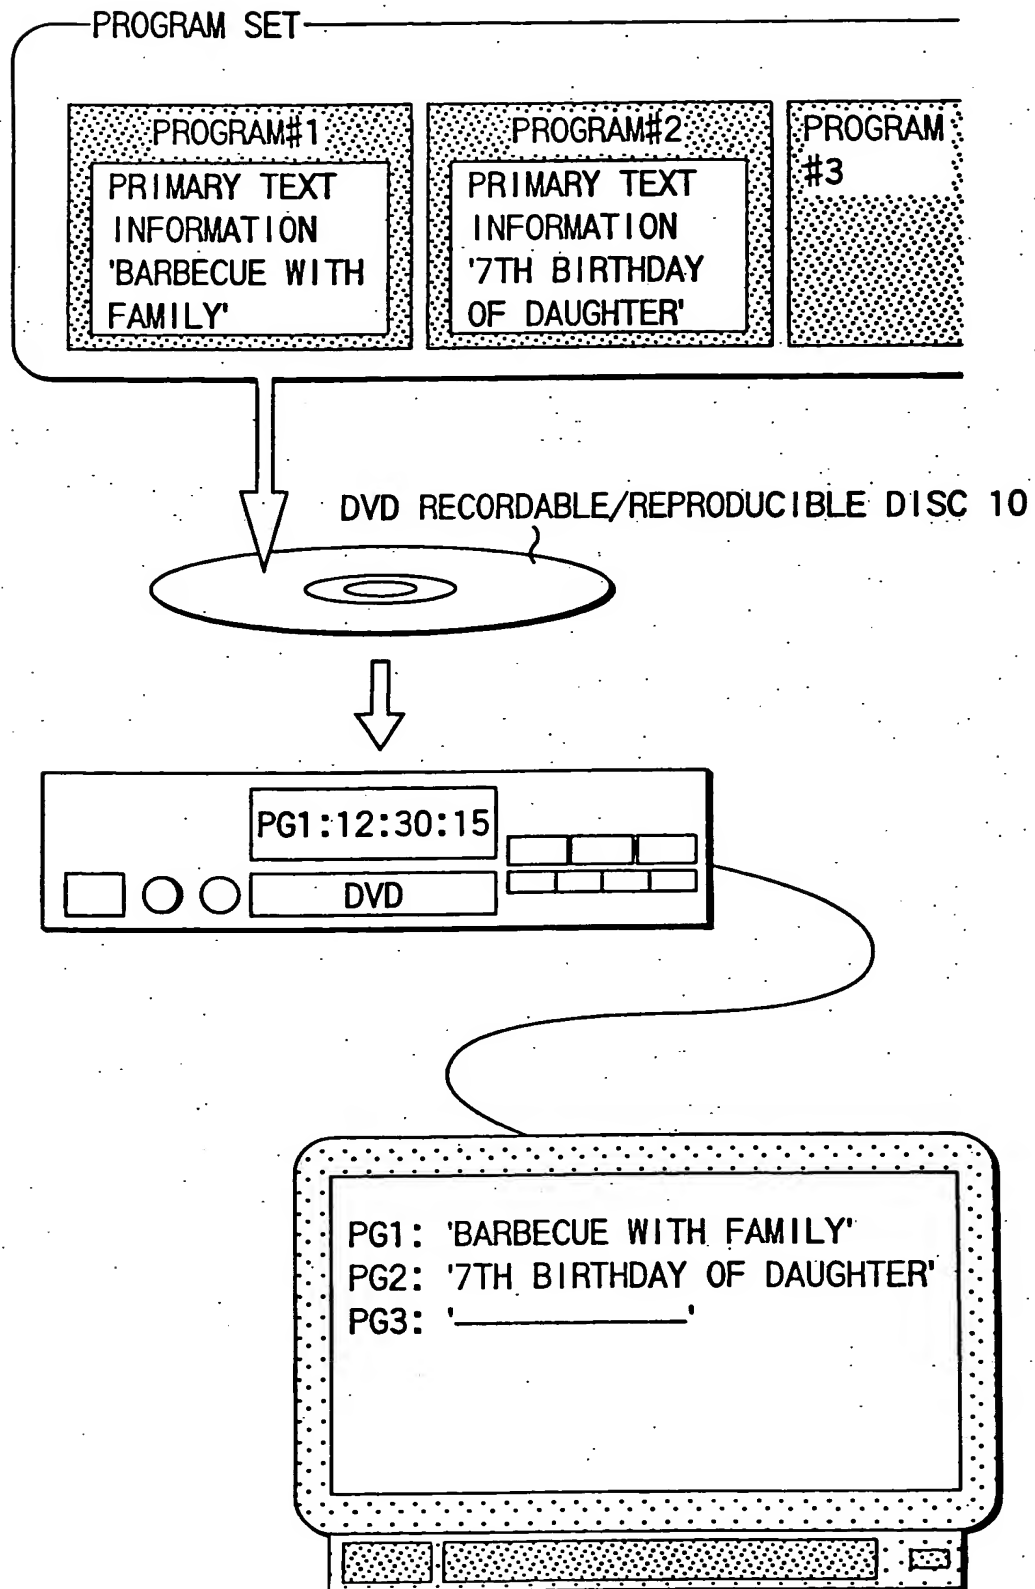 PROGRAM SET
PROGRAM#1
PRIMARY TEXT
INFORMATION
'BARBECUE WITH
FAMILY'
PROGRAM#2
PRIMARY TEXT
INFORMATION
'7TH BIRTHDAY
OF DAUGHTER'
PROGRAM
#3
DVD RECORDABLE/REPRODUCIBLE DISC 10
PG1:12:30:15
DVD
PG1: 'BARBECUE WITH FAMILY'
PG2: '7TH BIRTHDAY OF DAUGHTER'
PG3: '__________'